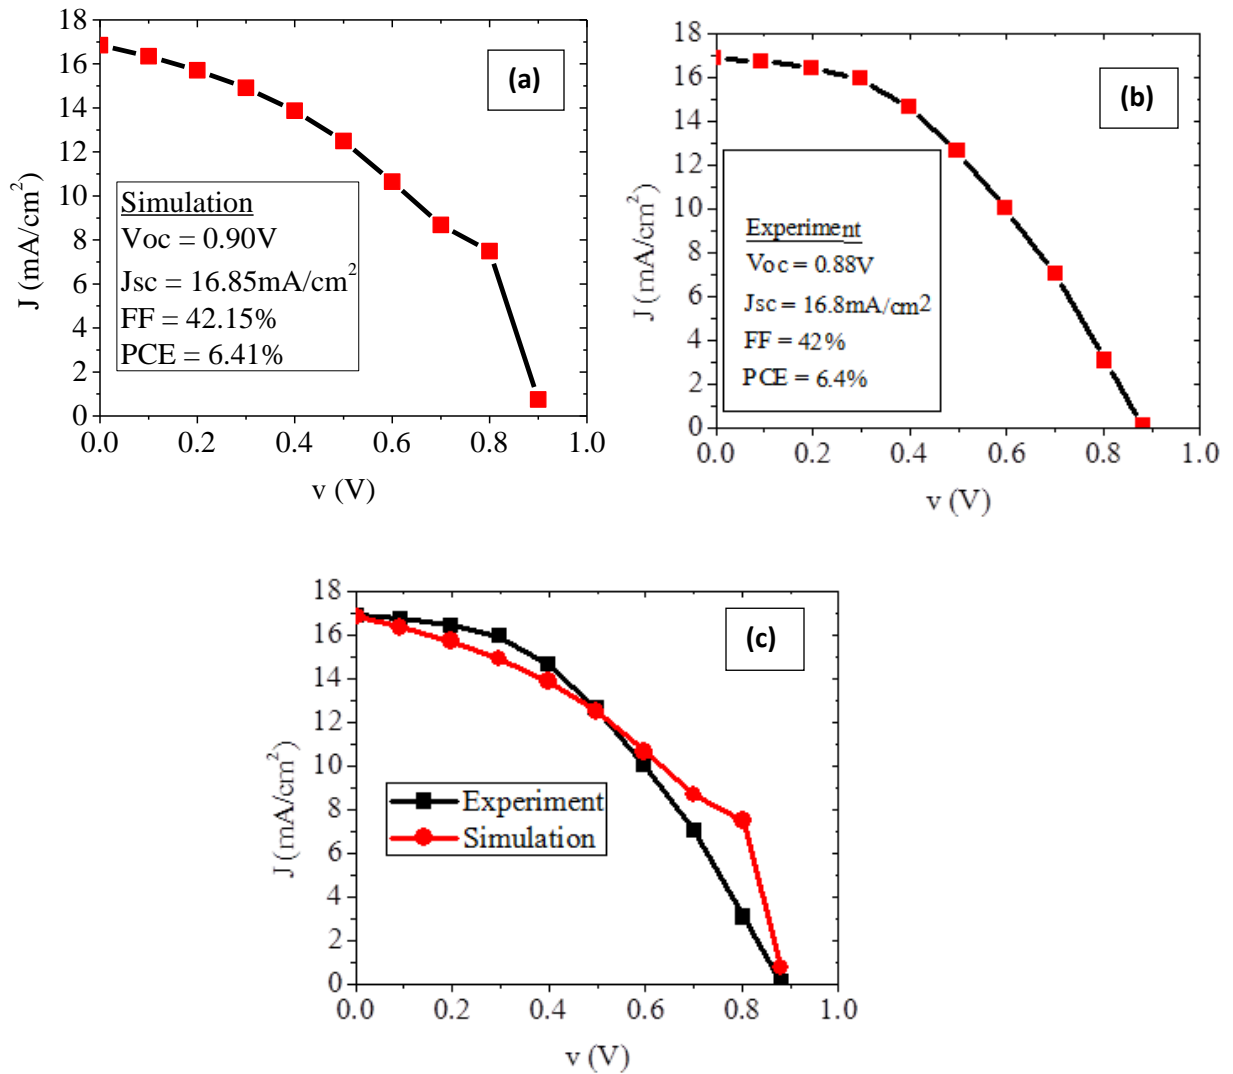 18
16
14
12
10
8
6
4
2
0
J (mA/cm²)
(a)
Simulation
Voc = 0.90V
Jsc = 16.85mA/cm²
FF = 42.15%
PCE = 6.41%
0.0 0.2 0.4 0.6 0.8 1.0
v (V)
18
16
14
12
10
8
6
4
2
0
J (mA/cm²)
(b)
Experiment
Voc = 0.88V
Jsc = 16.8mA/cm2
FF = 42%
PCE = 6.4%
0.0 0.2 0.4 0.6 0.8 1.0
v (V)
18
16
14
12
10
8
6
4
2
0
J (mA/cm²)
(c)
Experiment
Simulation
0.0 0.2 0.4 0.6 0.8 1.0
v (V)